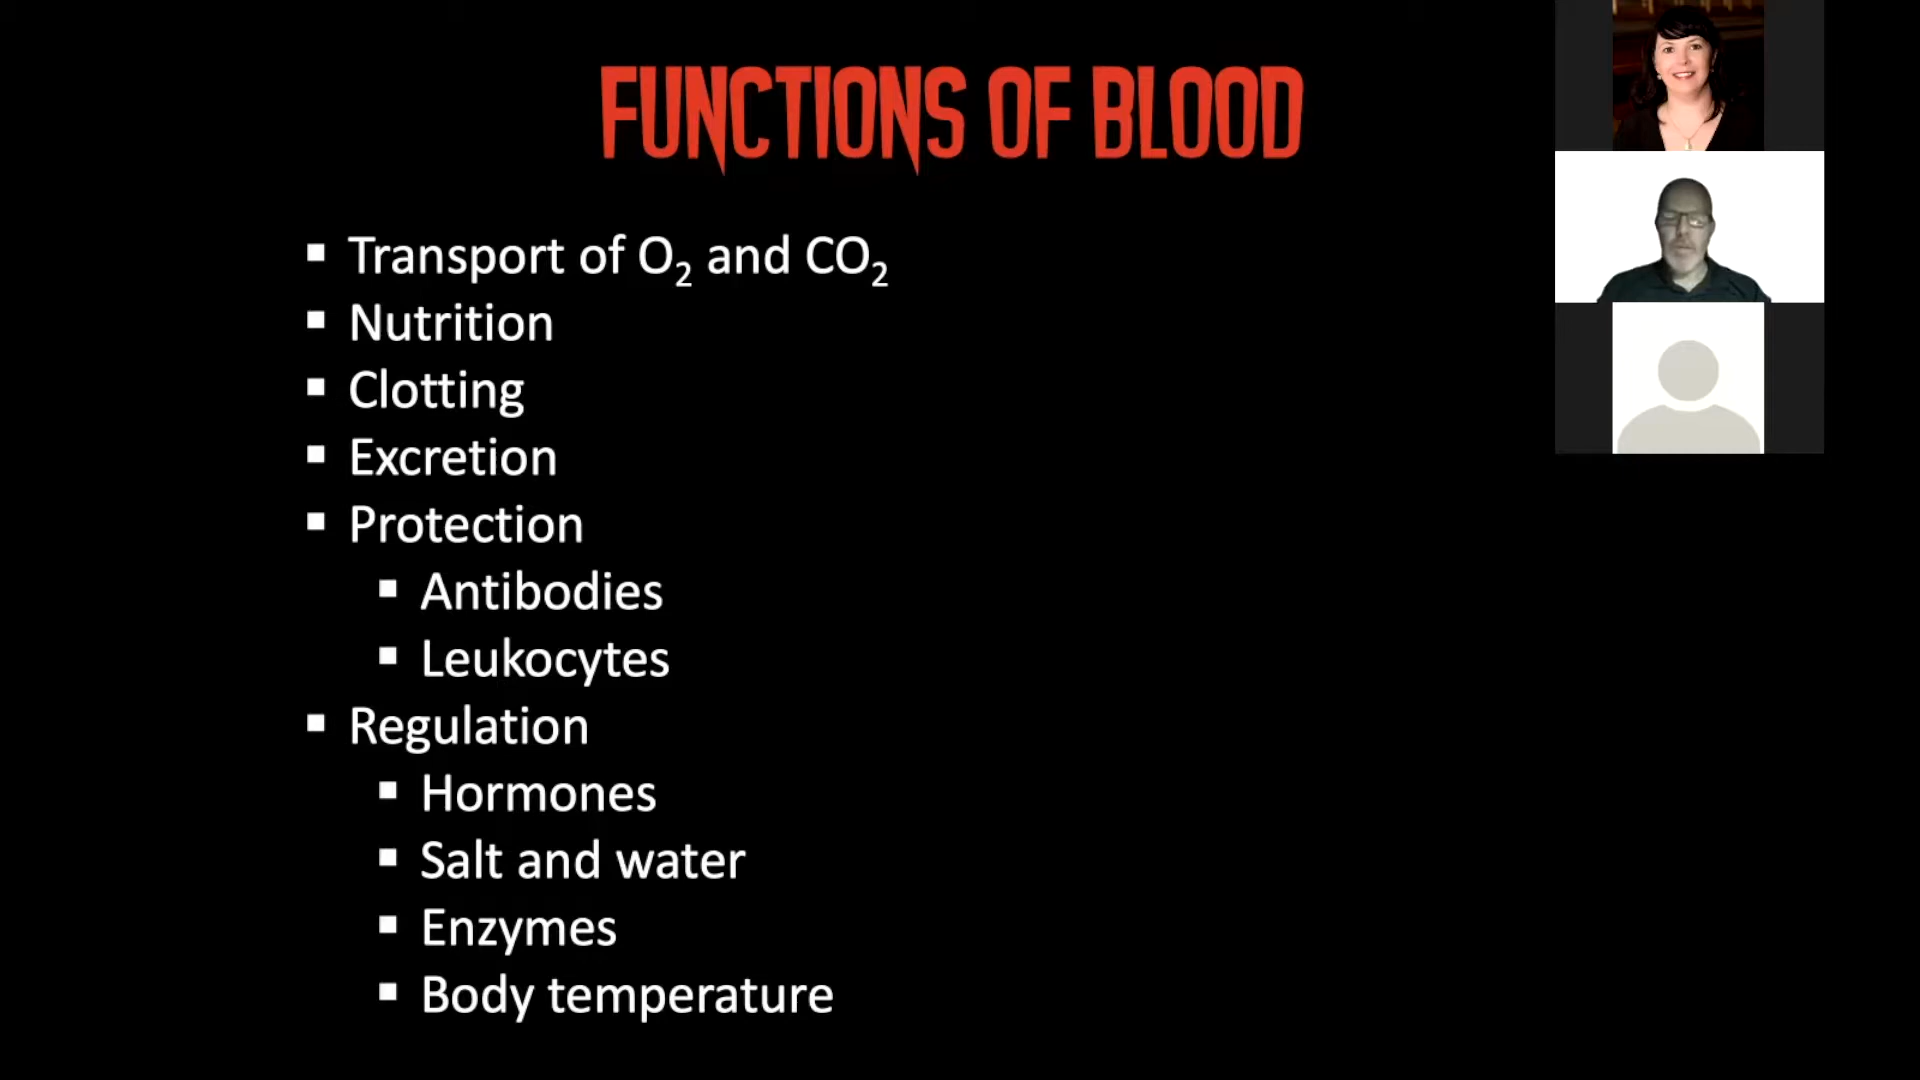 FUNCTIONS OF BLOOD
▪ Transport of O₂ and CO₂
▪ Nutrition
▪ Clotting
▪ Excretion
▪ Protection
▪ Antibodies
▪ Leukocytes
▪ Regulation
▪ Hormones
▪ Salt and water
▪ Enzymes
▪ Body temperature